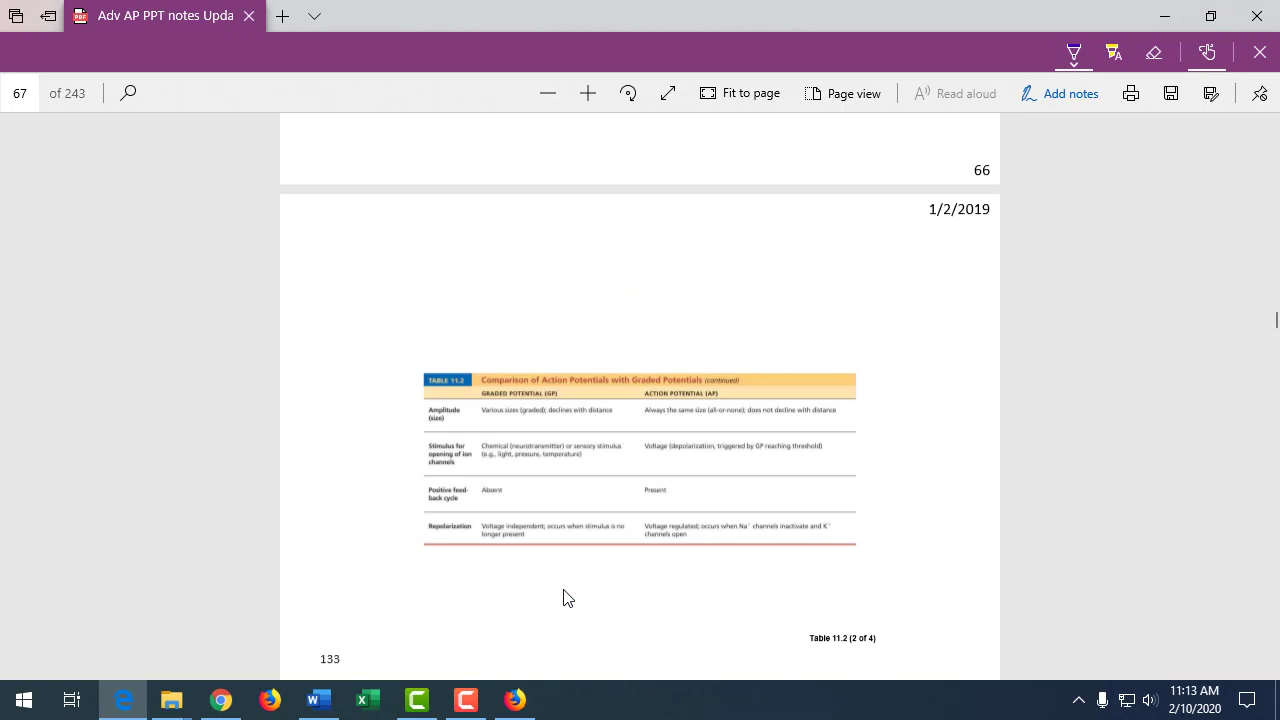 PDF Adv AP PPT Notes Upda
67 of 243 Fit to page Page view Read aloud Add notes
66
1/2/2019
TABLE 11.2 Comparison of Action Potentials with Graded Potentials (continued)
GRADED POTENTIAL (GP) ACTION POTENTIAL (AP)
Amplitude Various sizes (graded); declines with distance Always the same size (all-or-none); does not decline with distance
(size)
Stimulus for Chemical (neurotransmitter) or sensory stimulus Voltage (depolarization, triggered by GP reaching threshold)
opening of ion (e.g., light, pressure, temperature)
channels
Positive feed- Absent Present
back cycle
Repolarization Voltage independent; occurs when stimulus is no Voltage regulated; occurs when Na⁺ channels inactivate and K⁺
longer present channels open
Table 11.2 (2 of 4)
133
11:13 AM
2/10/2020